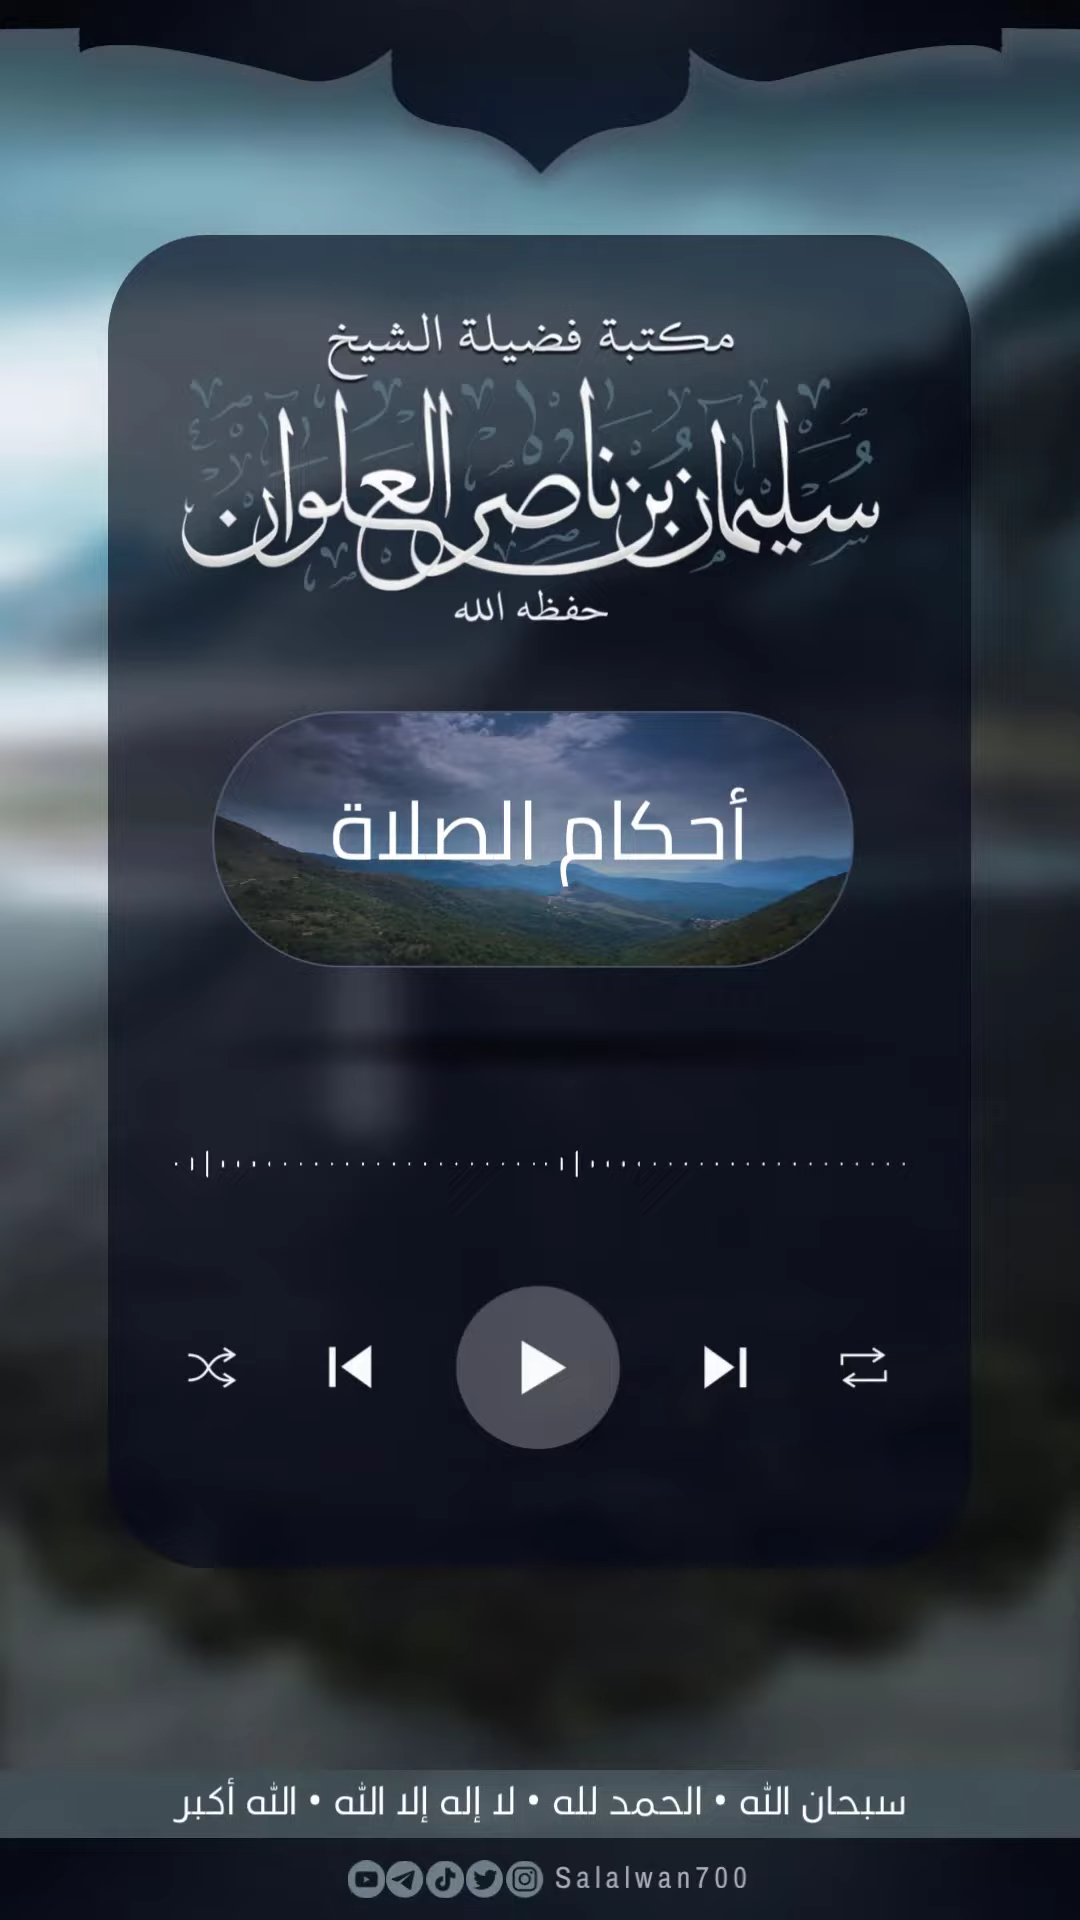 مكتبة فضيلة الشيخ
سليمان بن ناصر العلوان
حفظه الله
أحكام الصلاة
سبحان الله • الحمد لله • لا إله إلا الله • الله أكبر
Salalwan700